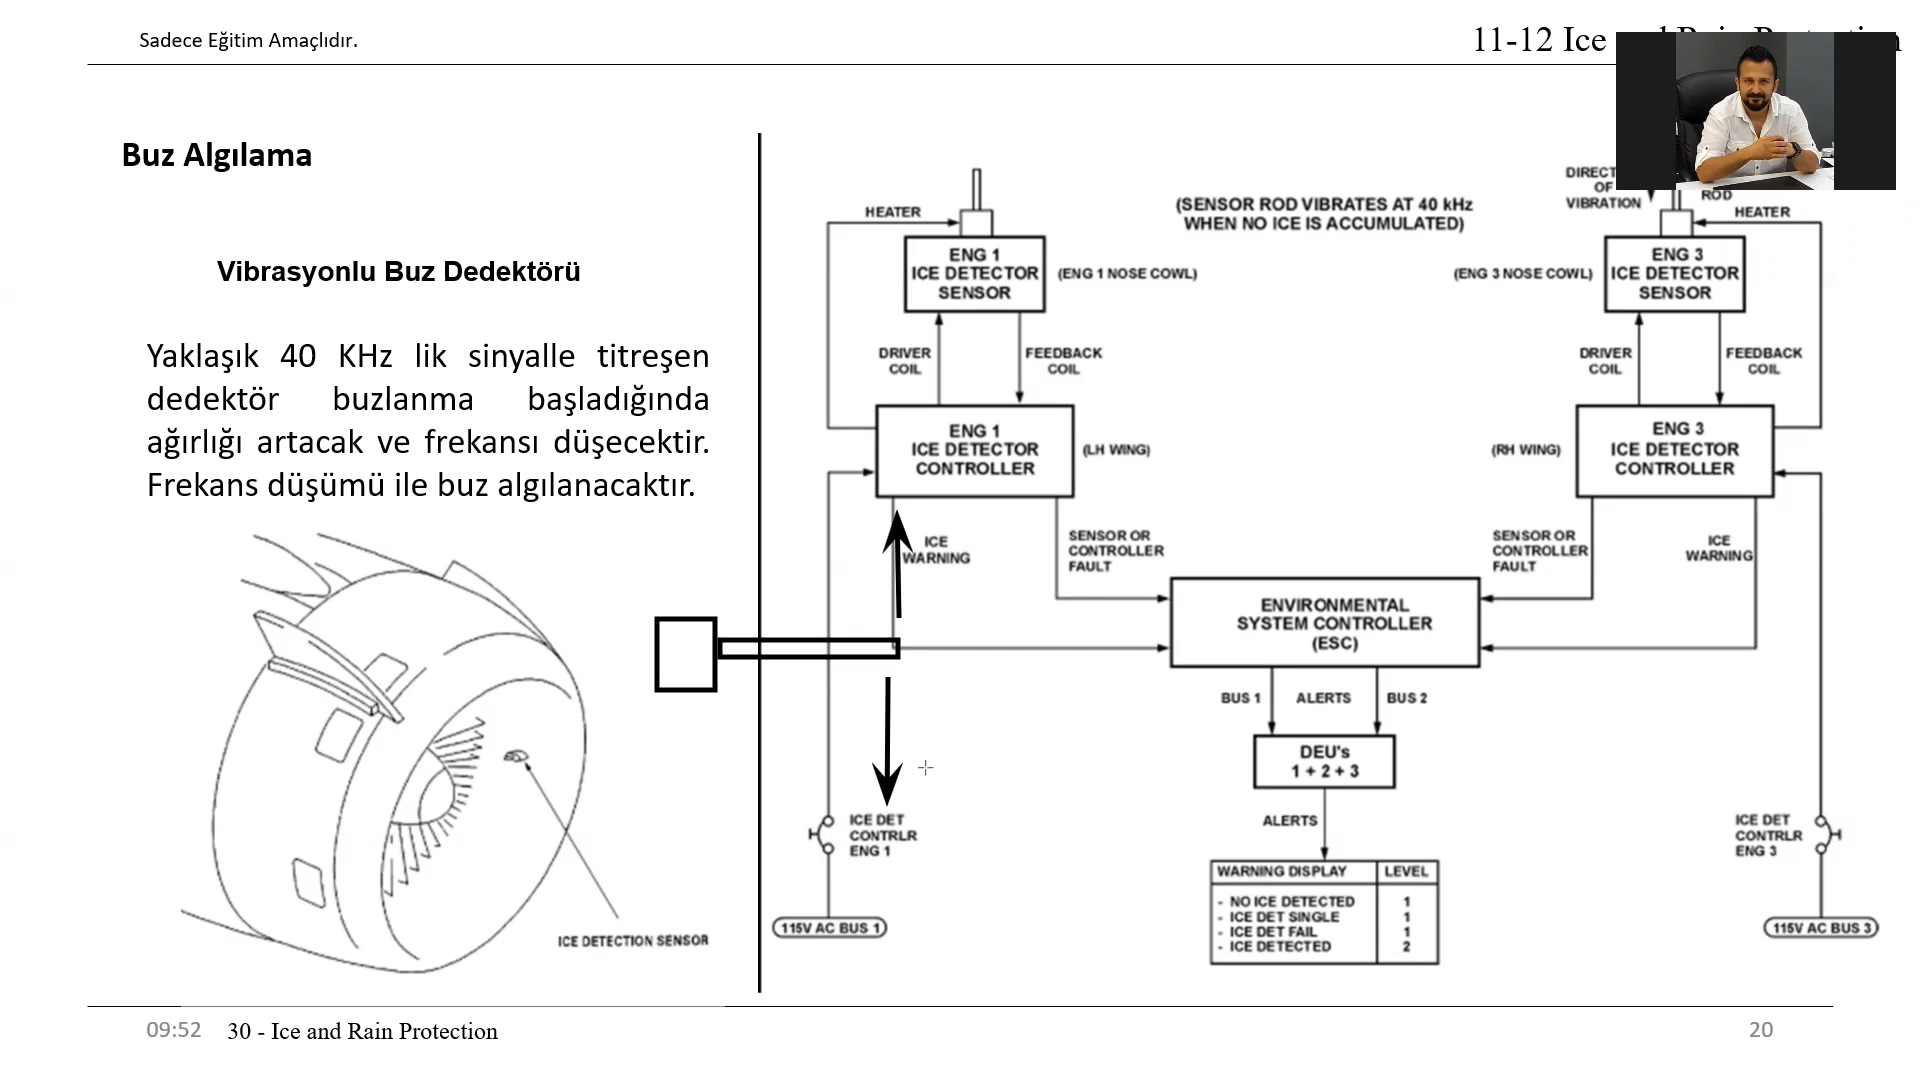 Sadece Eğitim Amaçlıdır.
11-12 Ice
Buz Algılama
Vibrasyonlu Buz Dedektörü
Yaklaşık 40 KHz lik sinyalle titreşen
dedektör buzlanma başladığında
ağırlığı artacak ve frekansı düşecektir.
Frekans düşümü ile buz algılanacaktır.
ICE DETECTION SENSOR
HEATER
(SENSOR ROD VIBRATES AT 40 kHz
WHEN NO ICE IS ACCUMULATED)
OF
VIBRATION
ROD
HEATER
ENG 1
ICE DETECTOR
SENSOR
(ENG 1 NOSE COWL)
(ENG 3 NOSE COWL)
ENG 3
ICE DETECTOR
SENSOR
DRIVER
COIL
FEEDBACK
COIL
DRIVER
COIL
FEEDBACK
COIL
ENG 1
ICE DETECTOR
CONTROLLER
(LH WING)
(RH WING)
ENG 3
ICE DETECTOR
CONTROLLER
ICE
WARNING
SENSOR OR
CONTROLLER
FAULT
SENSOR OR
CONTROLLER
FAULT
ICE
WARNING
ENVIRONMENTAL
SYSTEM CONTROLLER
(ESC)
BUS 1 ALERTS BUS 2
DEU's
1 + 2 + 3
ALERTS
ICE DET
CONTRLR
ENG 1
ICE DET
CONTRLR
ENG 3
WARNING DISPLAY LEVEL
- NO ICE DETECTED 1
- ICE DET SINGLE 1
- ICE DET FAIL 1
- ICE DETECTED 2
115V AC BUS 1
115V AC BUS 3
09:52 30 - Ice and Rain Protection 20